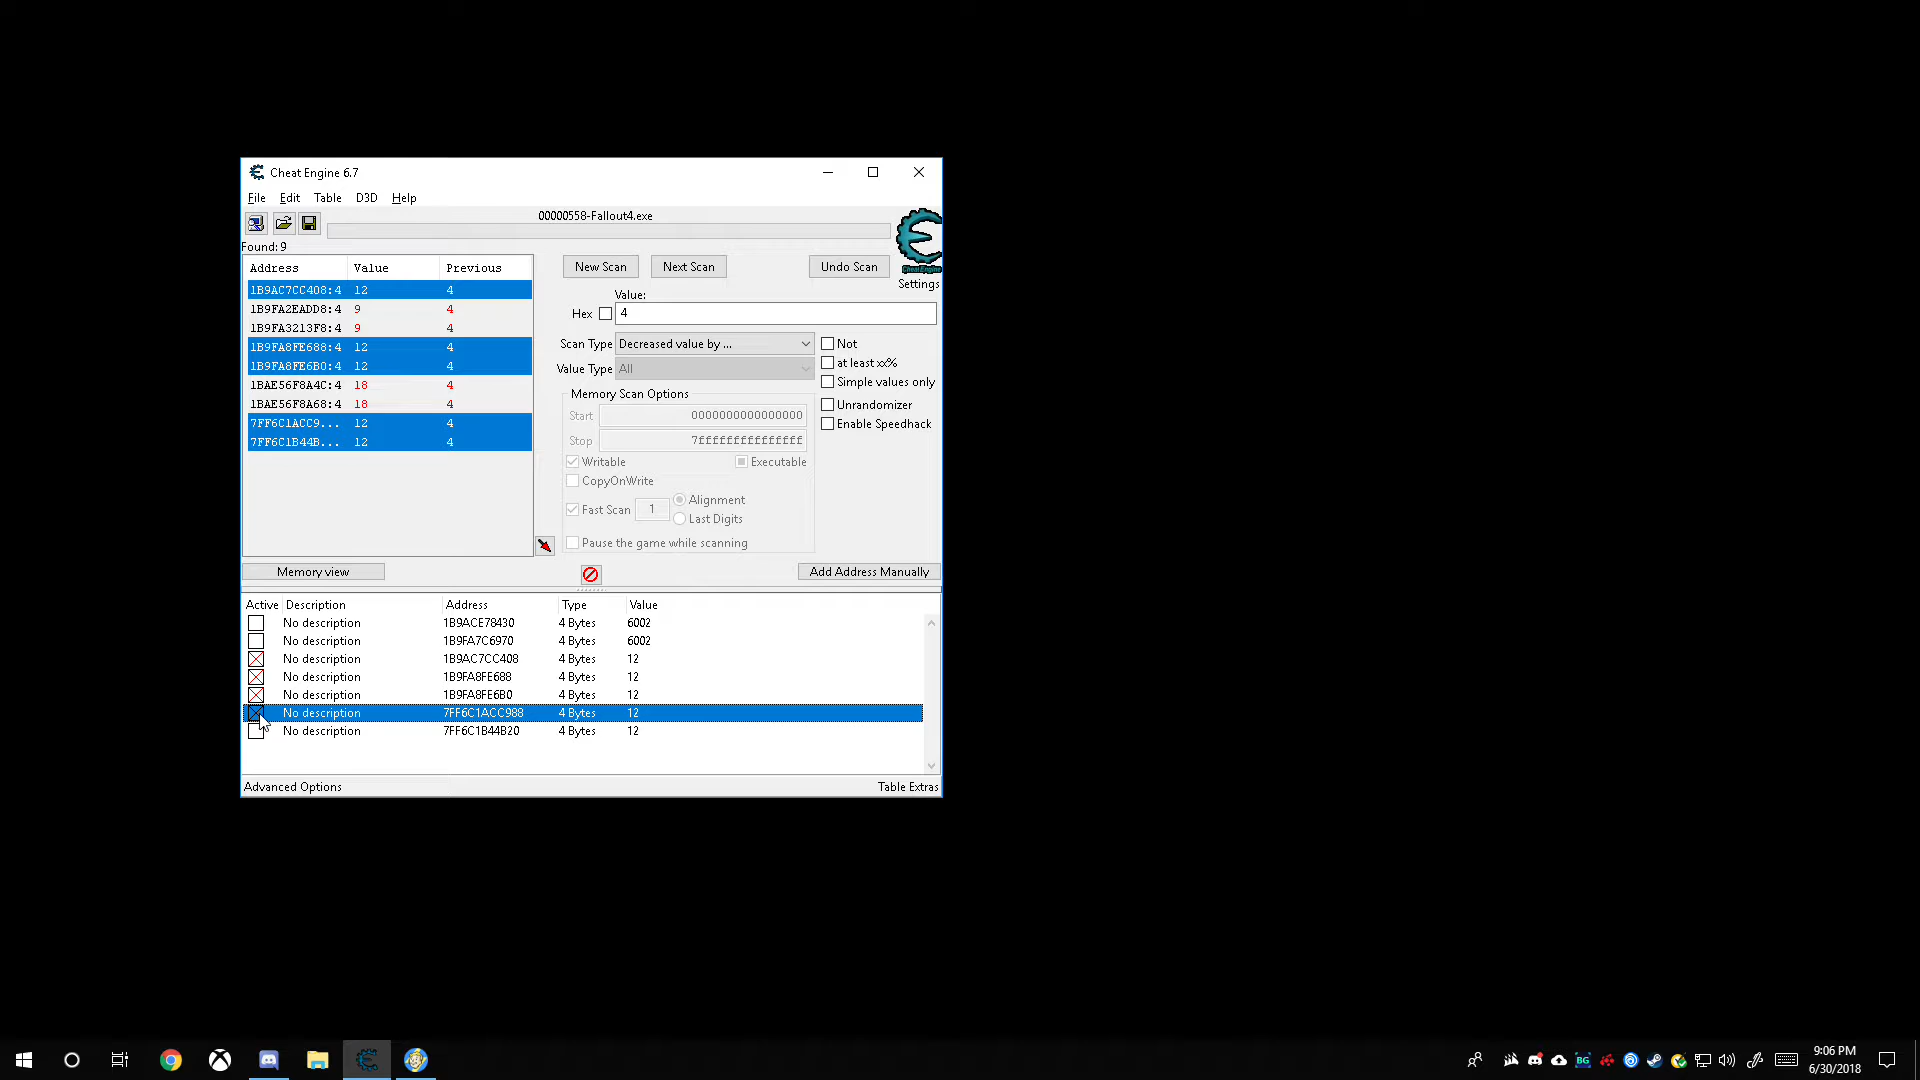 Cheat Engine 6.7
File Edit Table D3D Help
00000558-Fallout4.exe
Found: 9
Address Value Previous
1B9AC7CC408:4 12 4
1B9FA2EADD8:4 9 4
1B9FA3213F8:4 9 4
1B9FA8FE688:4 12 4
1B9FA8FE6B0:4 12 4
1BAE56F8A4C:4 18 4
1BAE56F8A68:4 18 4
7FF6C1ACC9... 12 4
7FF6C1B44B... 12 4
New Scan Next Scan Undo Scan
Cheat Engine
Settings
Value:
Hex 4
Scan Type Decreased value by ... Not
Value Type All at least xx%
Simple values only
Memory Scan Options
Start 0000000000000000 Unrandomizer
Stop 7fffffffffffffff Enable Speedhack
Writable Executable
CopyOnWrite
Fast Scan 1 Alignment
Last Digits
Pause the game while scanning
Memory view Add Address Manually
Active Description Address Type Value
No description 1B9ACE78430 4 Bytes 6002
No description 1B9FA7C6970 4 Bytes 6002
No description 1B9AC7CC408 4 Bytes 12
No description 1B9FA8FE688 4 Bytes 12
No description 1B9FA8FE6B0 4 Bytes 12
No description 7FF6C1ACC988 4 Bytes 12
No description 7FF6C1B44B20 4 Bytes 12
Advanced Options Table Extras
BG
9:06 PM
6/30/2018